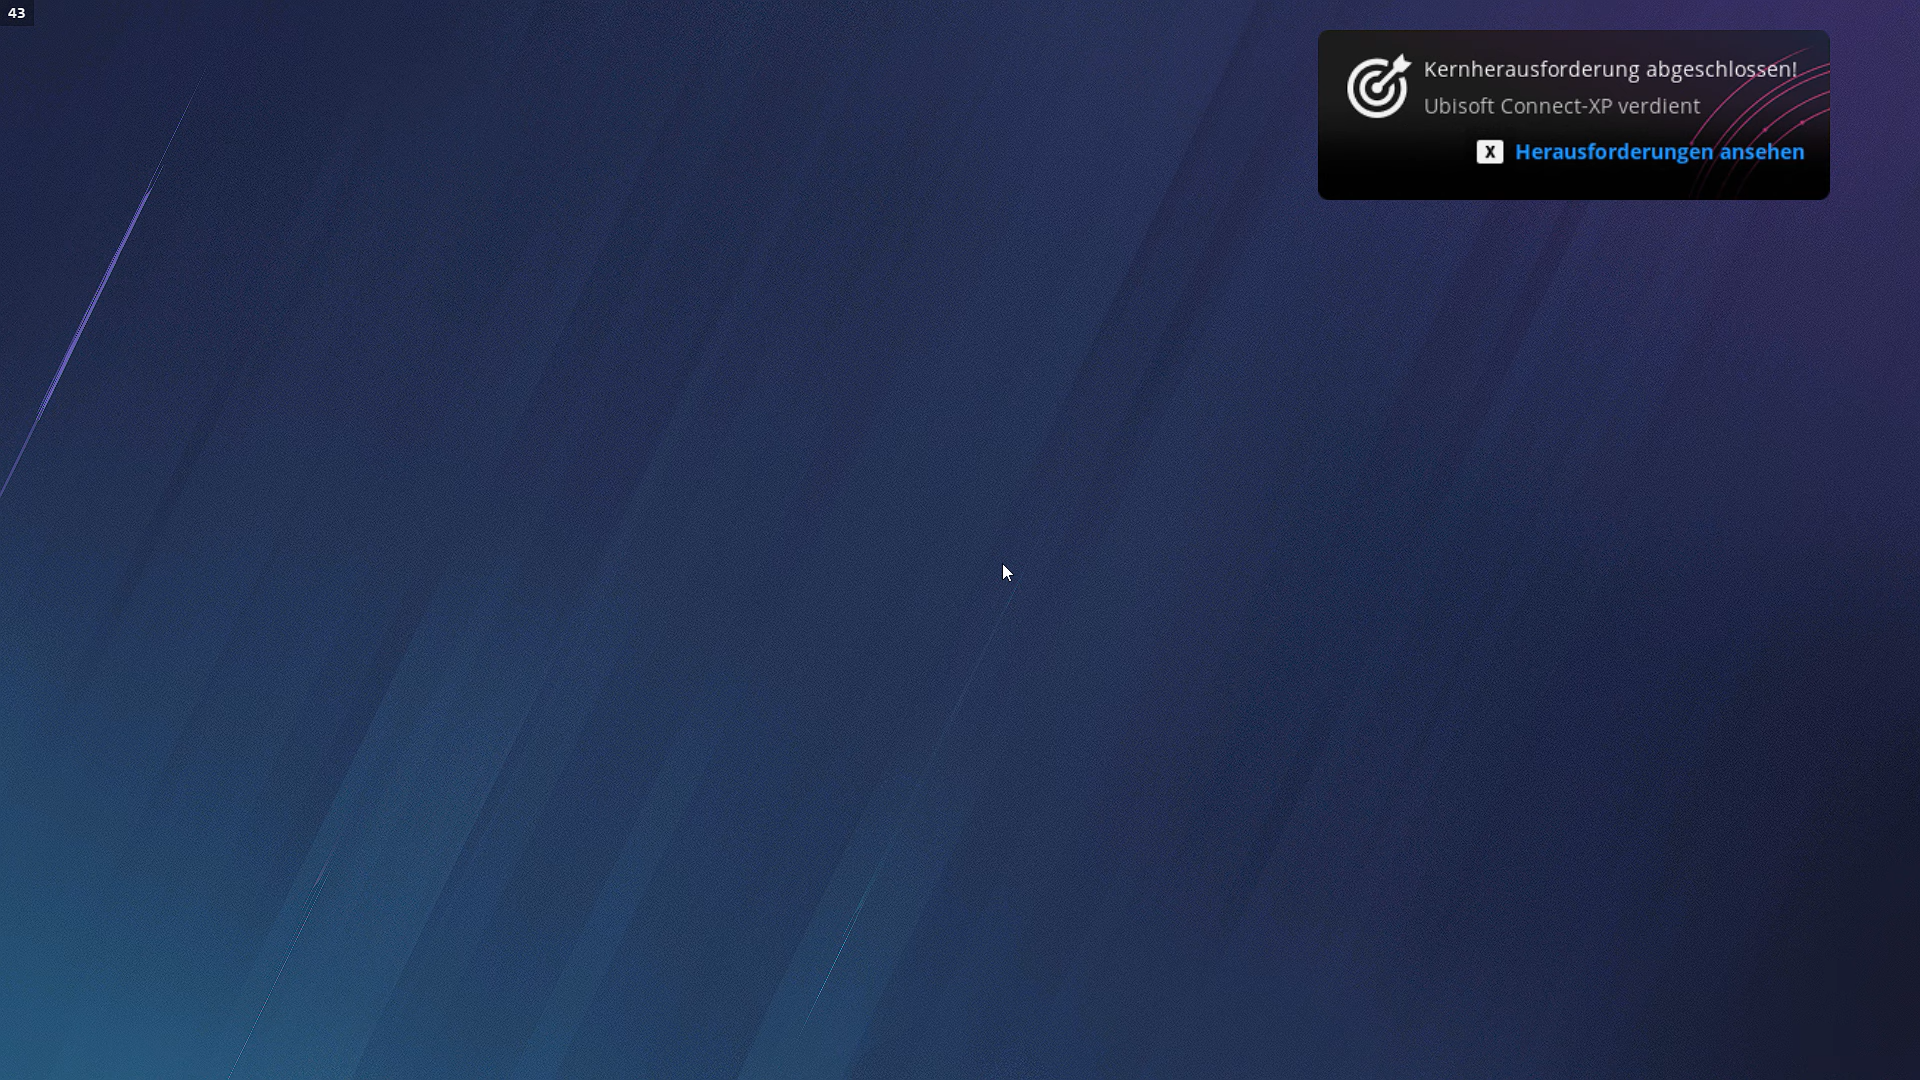 43
Kernherausforderung abgeschlossen!
Ubisoft Connect-XP verdient
X Herausforderungen ansehen